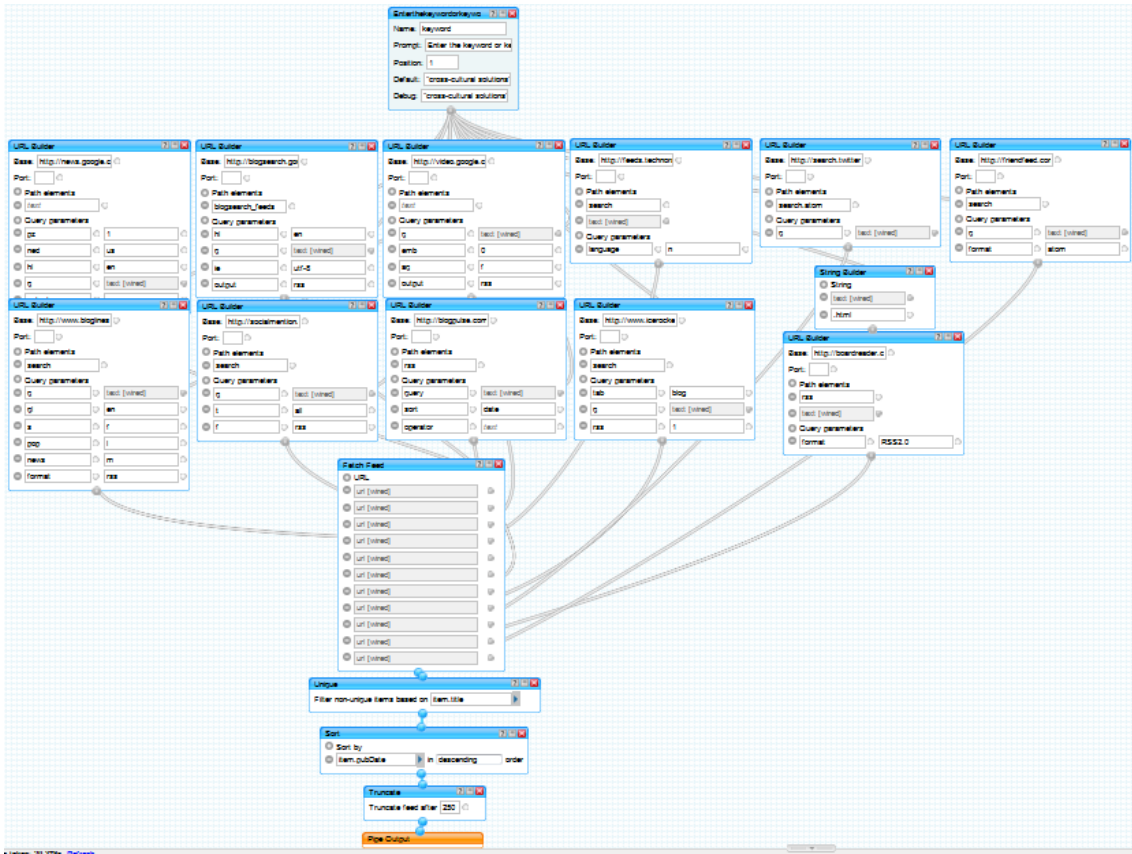 Enterthekeywordorkeywo
Name: keyword
Prompt: Enter the keyword or ke
Position: 1
Default: "cross-cultural solutions"
Debug: "cross-cultural solutions"
URL Builder
Base: http://news.google.c
Port:
Path elements
text
Query parameters
pz 1
ned us
hl en
q text [wired]
URL Builder
Base: http://blogsearch.go
Port:
Path elements
blogsearch_feeds
Query parameters
hl en
q text [wired]
ie utf-8
output rss
URL Builder
Base: http://video.google.c
Port:
Path elements
text
Query parameters
q text [wired]
emb 0
aq f
output rss
URL Builder
Base: http://feeds.technor
Port:
Path elements
search
text [wired]
Query parameters
language n
URL Builder
Base: http://search.twitter
Port:
Path elements
search.atom
Query parameters
q text [wired]
URL Builder
Base: http://friendfeed.cor
Port:
Path elements
search
Query parameters
q text [wired]
format atom
String Builder
String
text [wired]
.html
URL Builder
Base: http://www.bloglines
Port:
Path elements
search
Query parameters
q text [wired]
gl en
s f
pop l
news m
format rss
URL Builder
Base: http://socialmention.
Port:
Path elements
search
Query parameters
q text [wired]
t all
f rss
URL Builder
Base: http://blogpulse.com
Port:
Path elements
rss
Query parameters
query text [wired]
sort date
operator text
URL Builder
Base: http://www.icerocke
Port:
Path elements
search
Query parameters
tab blog
q text [wired]
rss 1
URL Builder
Base: http://boardreader.c
Port:
Path elements
rss
text [wired]
Query parameters
format RSS2.0
Fetch Feed
URL
url [wired]
url [wired]
url [wired]
url [wired]
url [wired]
url [wired]
url [wired]
url [wired]
url [wired]
url [wired]
url [wired]
Unique
Filter non-unique items based on item.title
Sort
Sort by
item.pubDate in descending order
Truncate
Truncate feed after 250
Pipe Output
Refresh